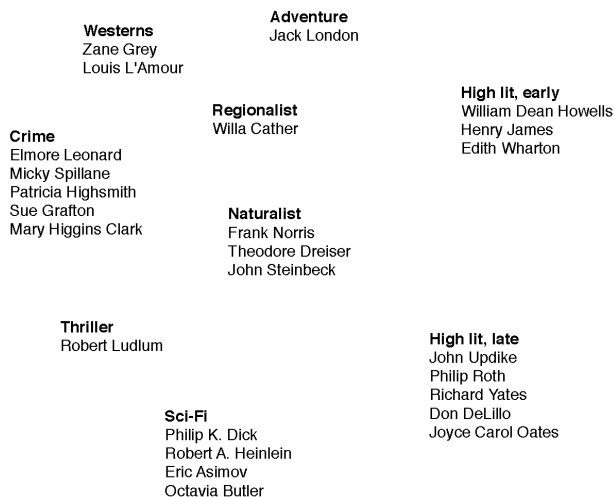 Adventure
Jack London
Westerns
Zane Grey
Louis L'Amour
High lit, early
William Dean Howells
Henry James
Edith Wharton
Regionalist
Willa Cather
Crime
Elmore Leonard
Micky Spillane
Patricia Highsmith
Sue Grafton
Mary Higgins Clark
Naturalist
Frank Norris
Theodore Dreiser
John Steinbeck
Thriller
Robert Ludlum
High lit, late
John Updike
Philip Roth
Richard Yates
Don DeLillo
Joyce Carol Oates
Sci-Fi
Philip K. Dick
Robert A. Heinlein
Eric Asimov
Octavia Butler